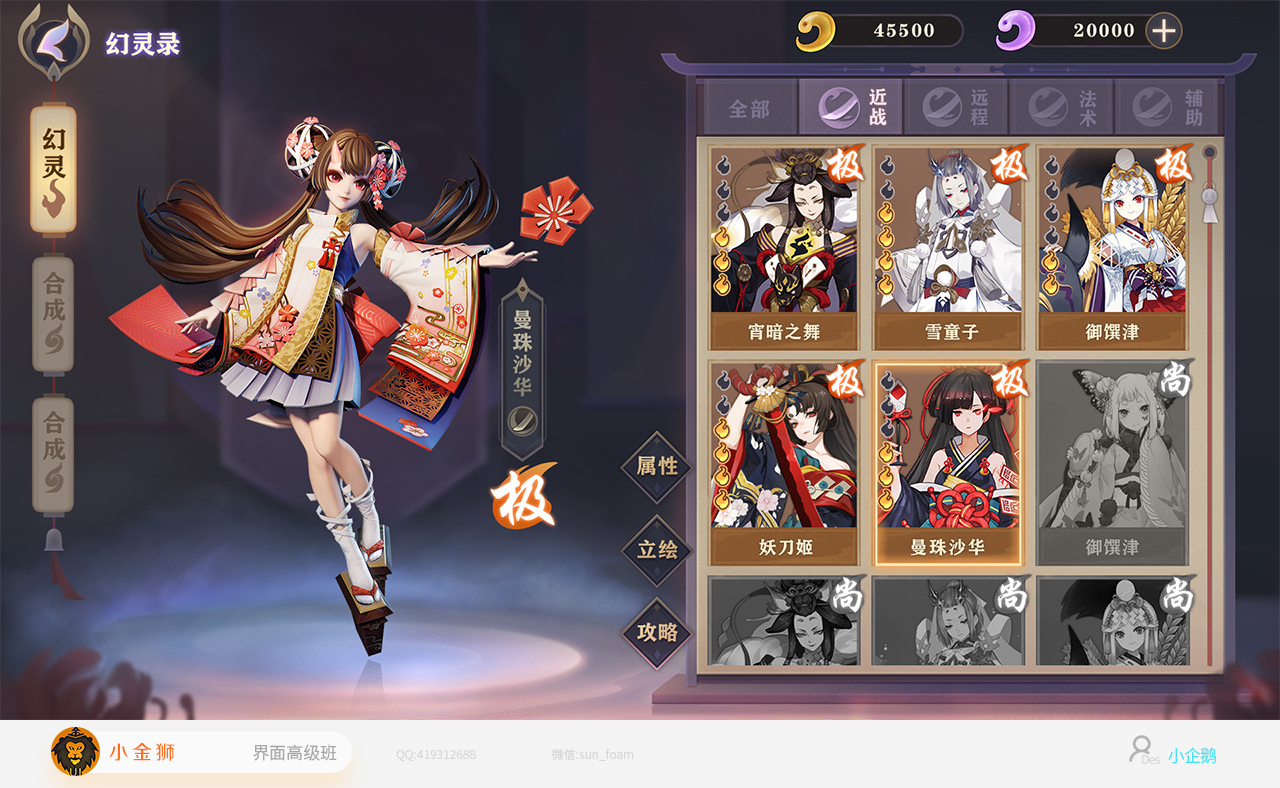 幻灵录
45500
20000
幻灵
合成
合成
全部
近战
远程
法术
辅助
极
极
极
宵暗之舞
雪童子
御馔津
极
极
尚
妖刀姬
曼珠沙华
御馔津
尚
尚
尚
曼珠沙华
极
属性
立绘
攻略
小金狮
界面高级班
QQ:419312688
微信:sun_foam
Des
小企鹅